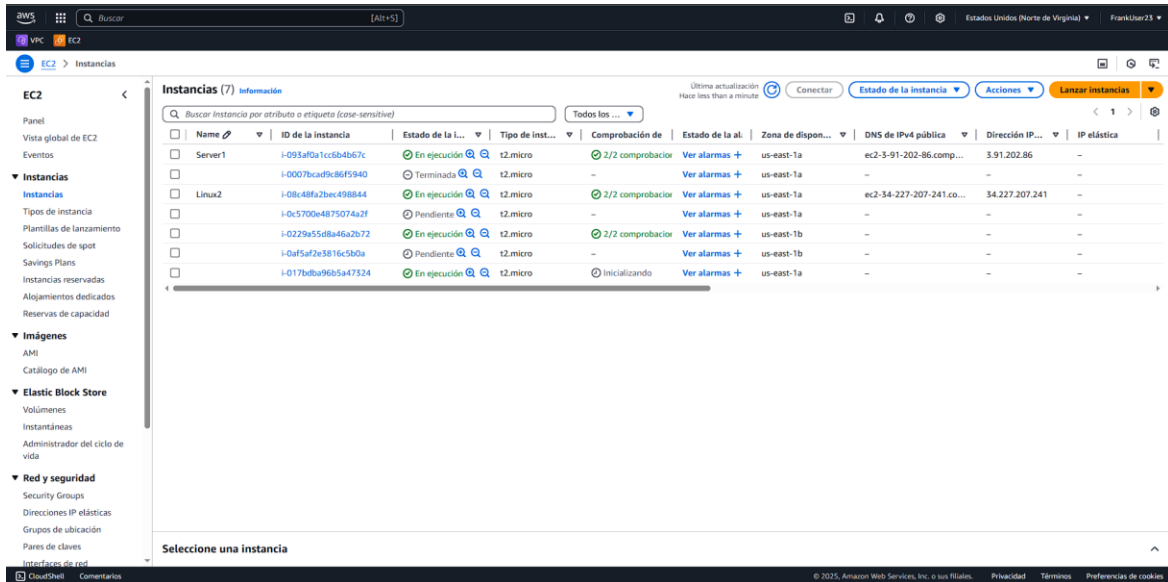 aws Buscar [Alt+S] Estados Unidos (Norte de Virginia) FrankUser23
VPC EC2
EC2 > Instancias
EC2
Panel
Vista global de EC2
Eventos
Instancias
Instancias
Tipos de instancia
Plantillas de lanzamiento
Solicitudes de spot
Savings Plans
Instancias reservadas
Alojamientos dedicados
Reservas de capacidad
Imágenes
AMI
Catálogo de AMI
Elastic Block Store
Volúmenes
Instantáneas
Administrador del ciclo de
vida
Red y seguridad
Security Groups
Direcciones IP elásticas
Grupos de ubicación
Pares de claves
Interfaces de red
Instancias (7) Información
Última actualización
Hace less than a minute
Conectar Estado de la instancia Acciones Lanzar instancias
Buscar Instancia por atributo o etiqueta (case-sensitive) Todos los ... < 1 >
Name ID de la instancia Estado de la i... Tipo de inst... Comprobación de Estado de la al Zona de dispon... DNS de IPv4 pública Dirección IP... IP elástica
Server1 i-093af0a1cc6b4b67c En ejecución t2.micro 2/2 comprobacior Ver alarmas + us-east-1a ec2-3-91-202-86.comp... 3.91.202.86 –
i-0007bcad9c86f5940 Terminada t2.micro – Ver alarmas + us-east-1a – – –
Linux2 i-08c48fa2bec498844 En ejecución t2.micro 2/2 comprobacior Ver alarmas + us-east-1a ec2-34-227-207-241.co... 34.227.207.241 –
i-0c5700e4875074a2f Pendiente t2.micro – Ver alarmas + us-east-1a – – –
i-0229a55d8a46a2b72 En ejecución t2.micro 2/2 comprobacior Ver alarmas + us-east-1b – – –
i-0af5af2e3816c5b0a Pendiente t2.micro – Ver alarmas + us-east-1b – – –
i-017bdba96b5a47324 En ejecución t2.micro Inicializando Ver alarmas + us-east-1a – – –
Seleccione una instancia
CloudShell Comentarios © 2025, Amazon Web Services, Inc. o sus filiales. Privacidad Términos Preferencias de cookies